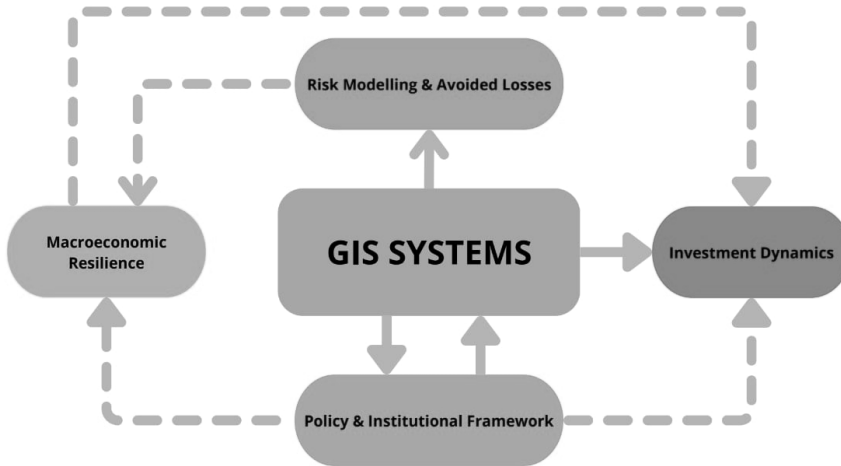 Risk Modelling & Avoided Losses
Macroeconomic
Resilience
GIS SYSTEMS
Investment Dynamics
Policy & Institutional Framework